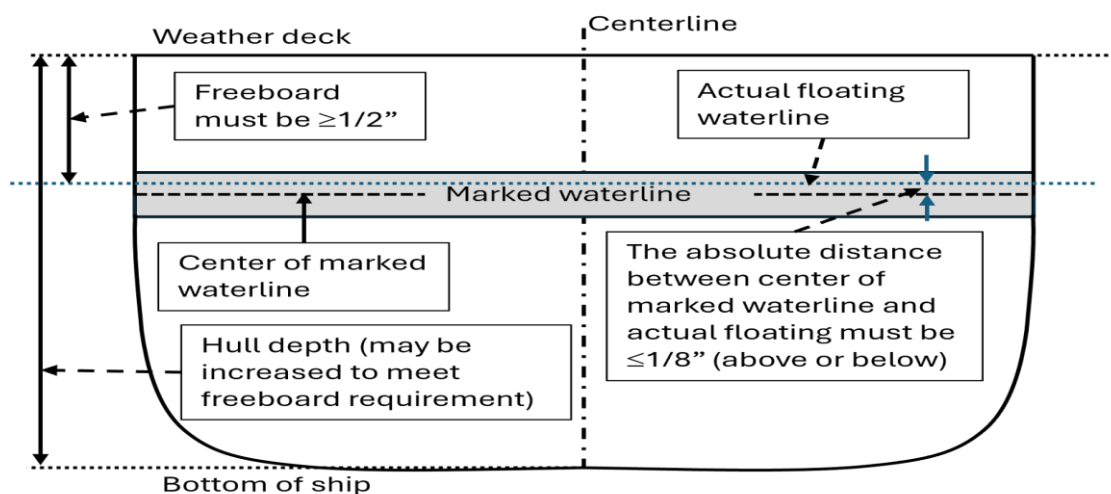 Centerline
Weather deck
Freeboard
must be ≥1/2”
Actual floating
waterline
Marked waterline
Center of marked
waterline
The absolute distance
between center of
marked waterline and
actual floating must be
≤1/8” (above or below)
Hull depth (may be
increased to meet
freeboard requirement)
Bottom of ship